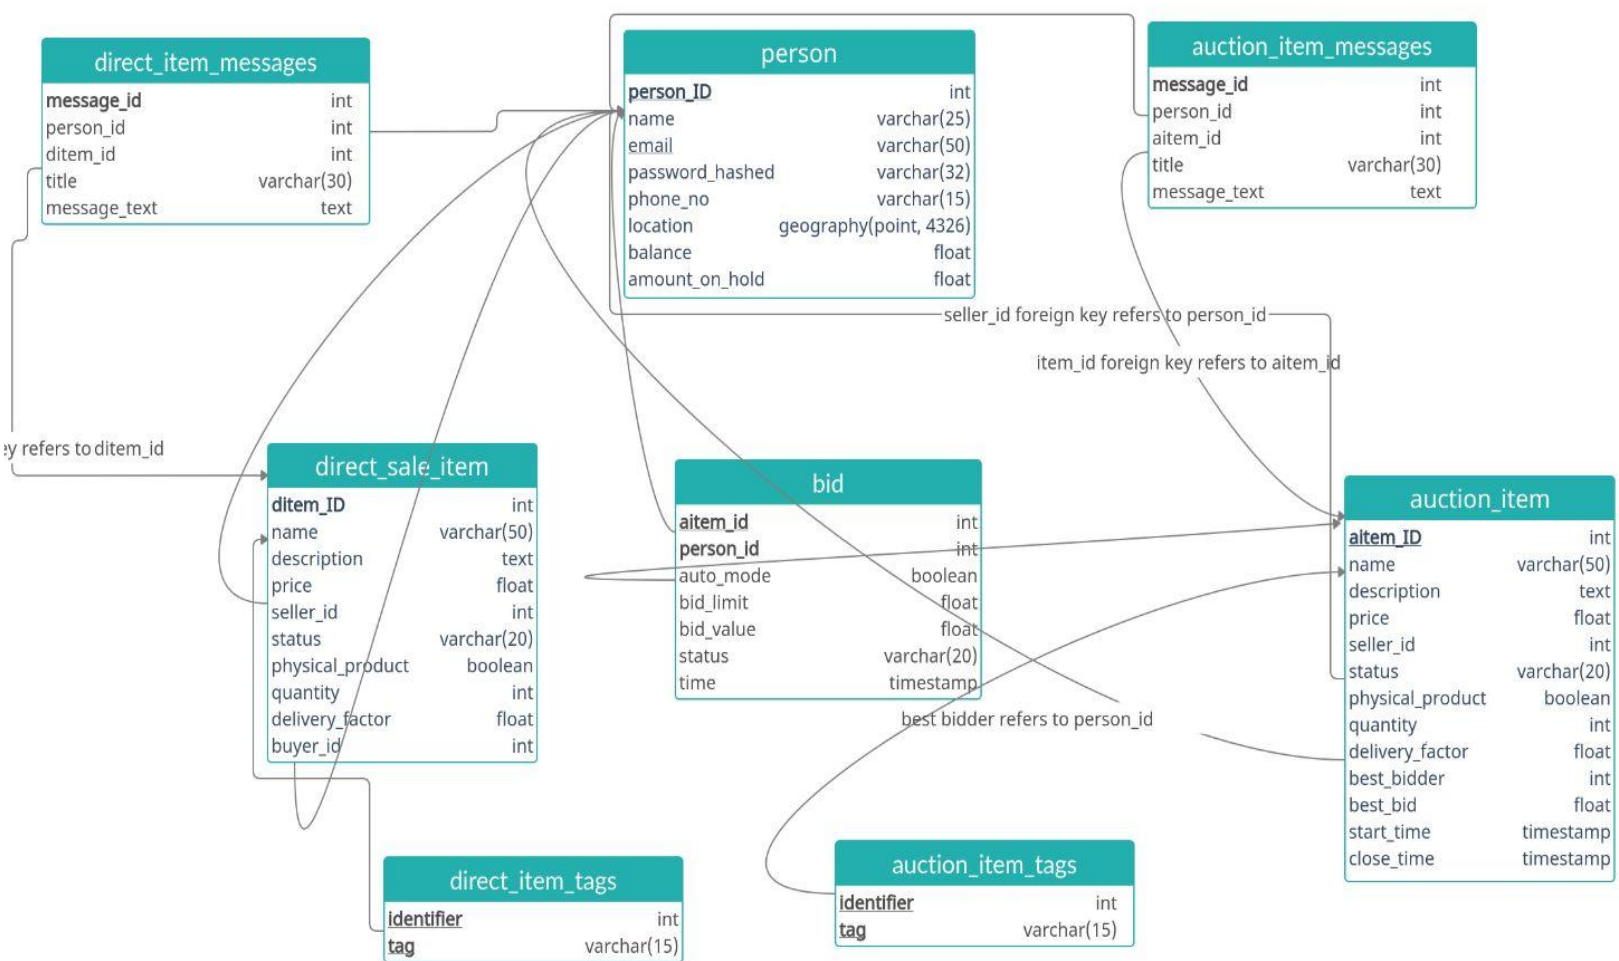 direct_item_messages
message_id int
person_id int
ditem_id int
title varchar(30)
message_text text
person
person_ID int
name varchar(25)
email varchar(50)
password_hashed varchar(32)
phone_no varchar(15)
location geography(point, 4326)
balance float
amount_on_hold float
auction_item_messages
message_id int
person_id int
aitem_id int
title varchar(30)
message_text text
seller_id foreign key refers to person_id
item_id foreign key refers to aitem_id
refers to ditem_id
direct_sale_item
ditem_ID int
name varchar(50)
description text
price float
seller_id int
status varchar(20)
physical_product boolean
quantity int
delivery_factor float
buyer_id int
bid
aitem_id int
person_id int
auto_mode boolean
bid_limit float
bid_value float
status varchar(20)
time timestamp
auction_item
aitem_ID int
name varchar(50)
description text
price float
seller_id int
status varchar(20)
physical_product boolean
quantity int
delivery_factor float
best_bidder int
best_bid float
start_time timestamp
close_time timestamp
best bidder refers to person_id
direct_item_tags
identifier int
tag varchar(15)
auction_item_tags
identifier int
tag varchar(15)